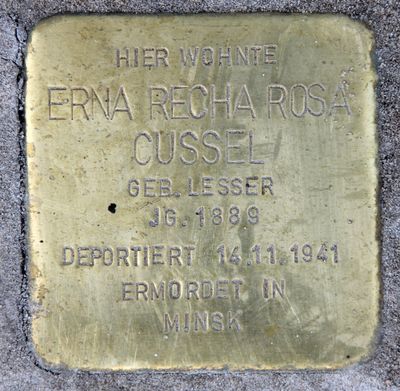 HIER WOHNTE
ERNA RECHA ROSA
CUSSEL
GEB. LESSER
JG. 1889
DEPORTIERT 14.11.1941
ERMORDET IN
MINSK